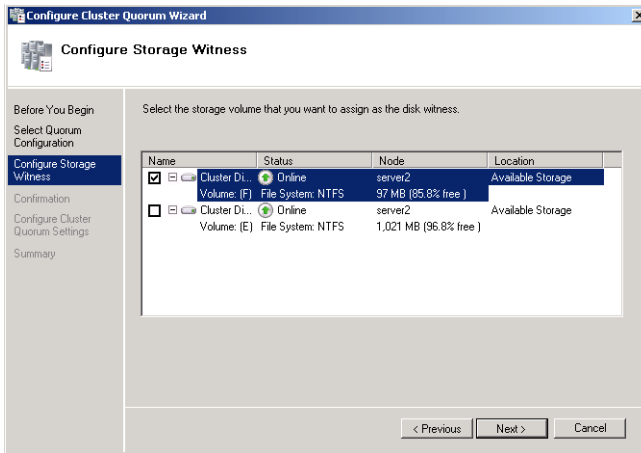 Configure Cluster Quorum Wizard
Configure Storage Witness
Before You Begin
Select Quorum
Configuration
Configure Storage
Witness
Confirmation
Configure Cluster
Quorum Settings
Summary
Select the storage volume that you want to assign as the disk witness.
Name Status Node Location
Cluster Di... Online server2 Available Storage
Volume: (F) File System: NTFS 97 MB (85.8% free )
Cluster Di... Online server2 Available Storage
Volume: (E) File System: NTFS 1,021 MB (96.8% free )
< Previous Next > Cancel